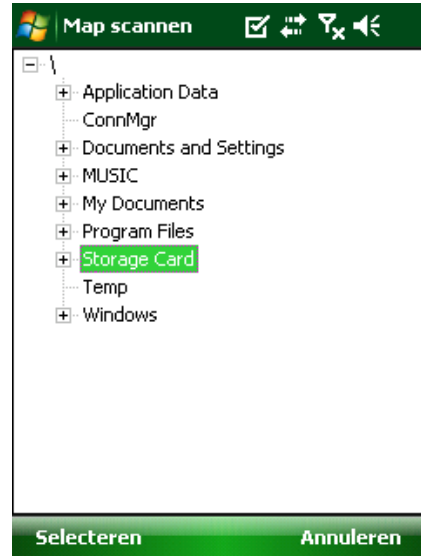 Map scannen
\
Application Data
ConnMgr
Documents and Settings
MUSIC
My Documents
Program Files
Storage Card
Temp
Windows
Selecteren Annuleren